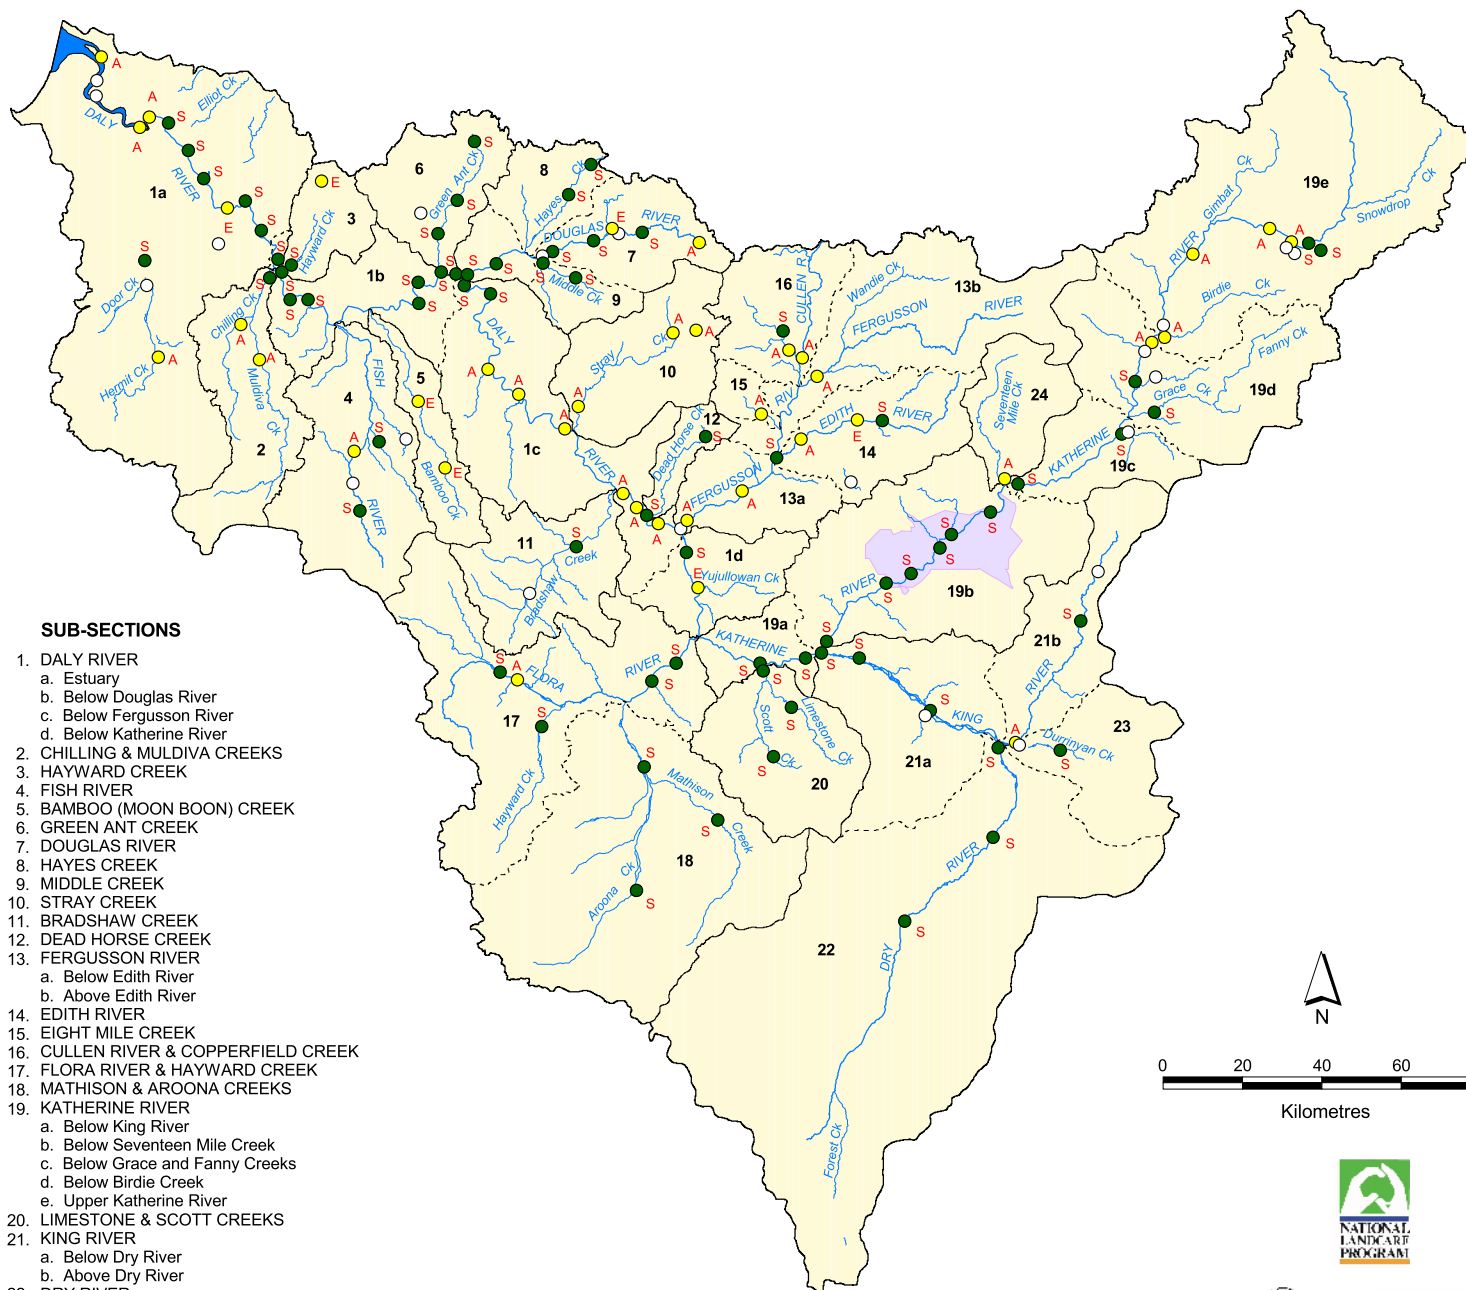 A
A
A
S
Elliot Ck
DALY
RIVER
S
S
S
E
S
1a
S
Door Ck
Hermit Ck
A
E
3
Hayward Ck
S
S
S
S
S
Chilling Ck
A
A
Muldiva
Ck
2
6
S
Green Ant Ck
S
S
8
S
Ck
Hayes
S
DOUGLAS
RIVER
E
S
S
S
A
7
S
S
Middle Ck
9
1b
S
S
S
S
S
S
DALY
FISH
5
E
4
S
A
S
RIVER
E
Bamboo Ck
A
A
1c
A
A
RIVER
Stray
Ck
A
A
10
16
CULLEN R
Wandie Ck
13b
FERGUSSON
RIVER
S
A
A
A
15
A
RIV
12
Dead Horse Ck
S
EDITH
RIVER
S
E
A
14
S
FERGUSSON
A
13a
A
A
S
A
A
11
S
Creek
Bradshaw
1d
S
E
Yujullowan Ck
24
Seventeen
Mile Ck
A
S
KATHERINE
19c
S
S
Grace
Ck
Fanny Ck
19d
S
A
A
Birdie
Ck
RIVER
Gimbat
Ck
19e
Snowdrop
Ck
A
A
A
S
S
S
S
S
S
S
RIVER
19b
19a
KATHERINE
S
S
S
S
S
S
S
A
FLORA
RIVER
S
S
17
S
Hayward Ck
S
Mathison
Creek
S
18
Aroona
Ck
S
Scott
Ck
Limestone
Ck
S
S
20
S
KING
21a
S
A
21b
S
RIVER
Durrinyan Ck
S
23
S
RIVER
S
22
DRY
Forest Ck
SUB-SECTIONS
1. DALY RIVER
a. Estuary
b. Below Douglas River
c. Below Fergusson River
d. Below Katherine River
2. CHILLING & MULDIVA CREEKS
3. HAYWARD CREEK
4. FISH RIVER
5. BAMBOO (MOON BOON) CREEK
6. GREEN ANT CREEK
7. DOUGLAS RIVER
8. HAYES CREEK
9. MIDDLE CREEK
10. STRAY CREEK
11. BRADSHAW CREEK
12. DEAD HORSE CREEK
13. FERGUSSON RIVER
a. Below Edith River
b. Above Edith River
14. EDITH RIVER
15. EIGHT MILE CREEK
16. CULLEN RIVER & COPPERFIELD CREEK
17. FLORA RIVER & HAYWARD CREEK
18. MATHISON & AROONA CREEKS
19. KATHERINE RIVER
a. Below King River
b. Below Seventeen Mile Creek
c. Below Grace and Fanny Creeks
d. Below Birdie Creek
e. Upper Katherine River
20. LIMESTONE & SCOTT CREEKS
21. KING RIVER
a. Below Dry River
b. Above Dry River
N
0 20 40 60
Kilometres
NATIONAL
LANDCARE
PROGRAM